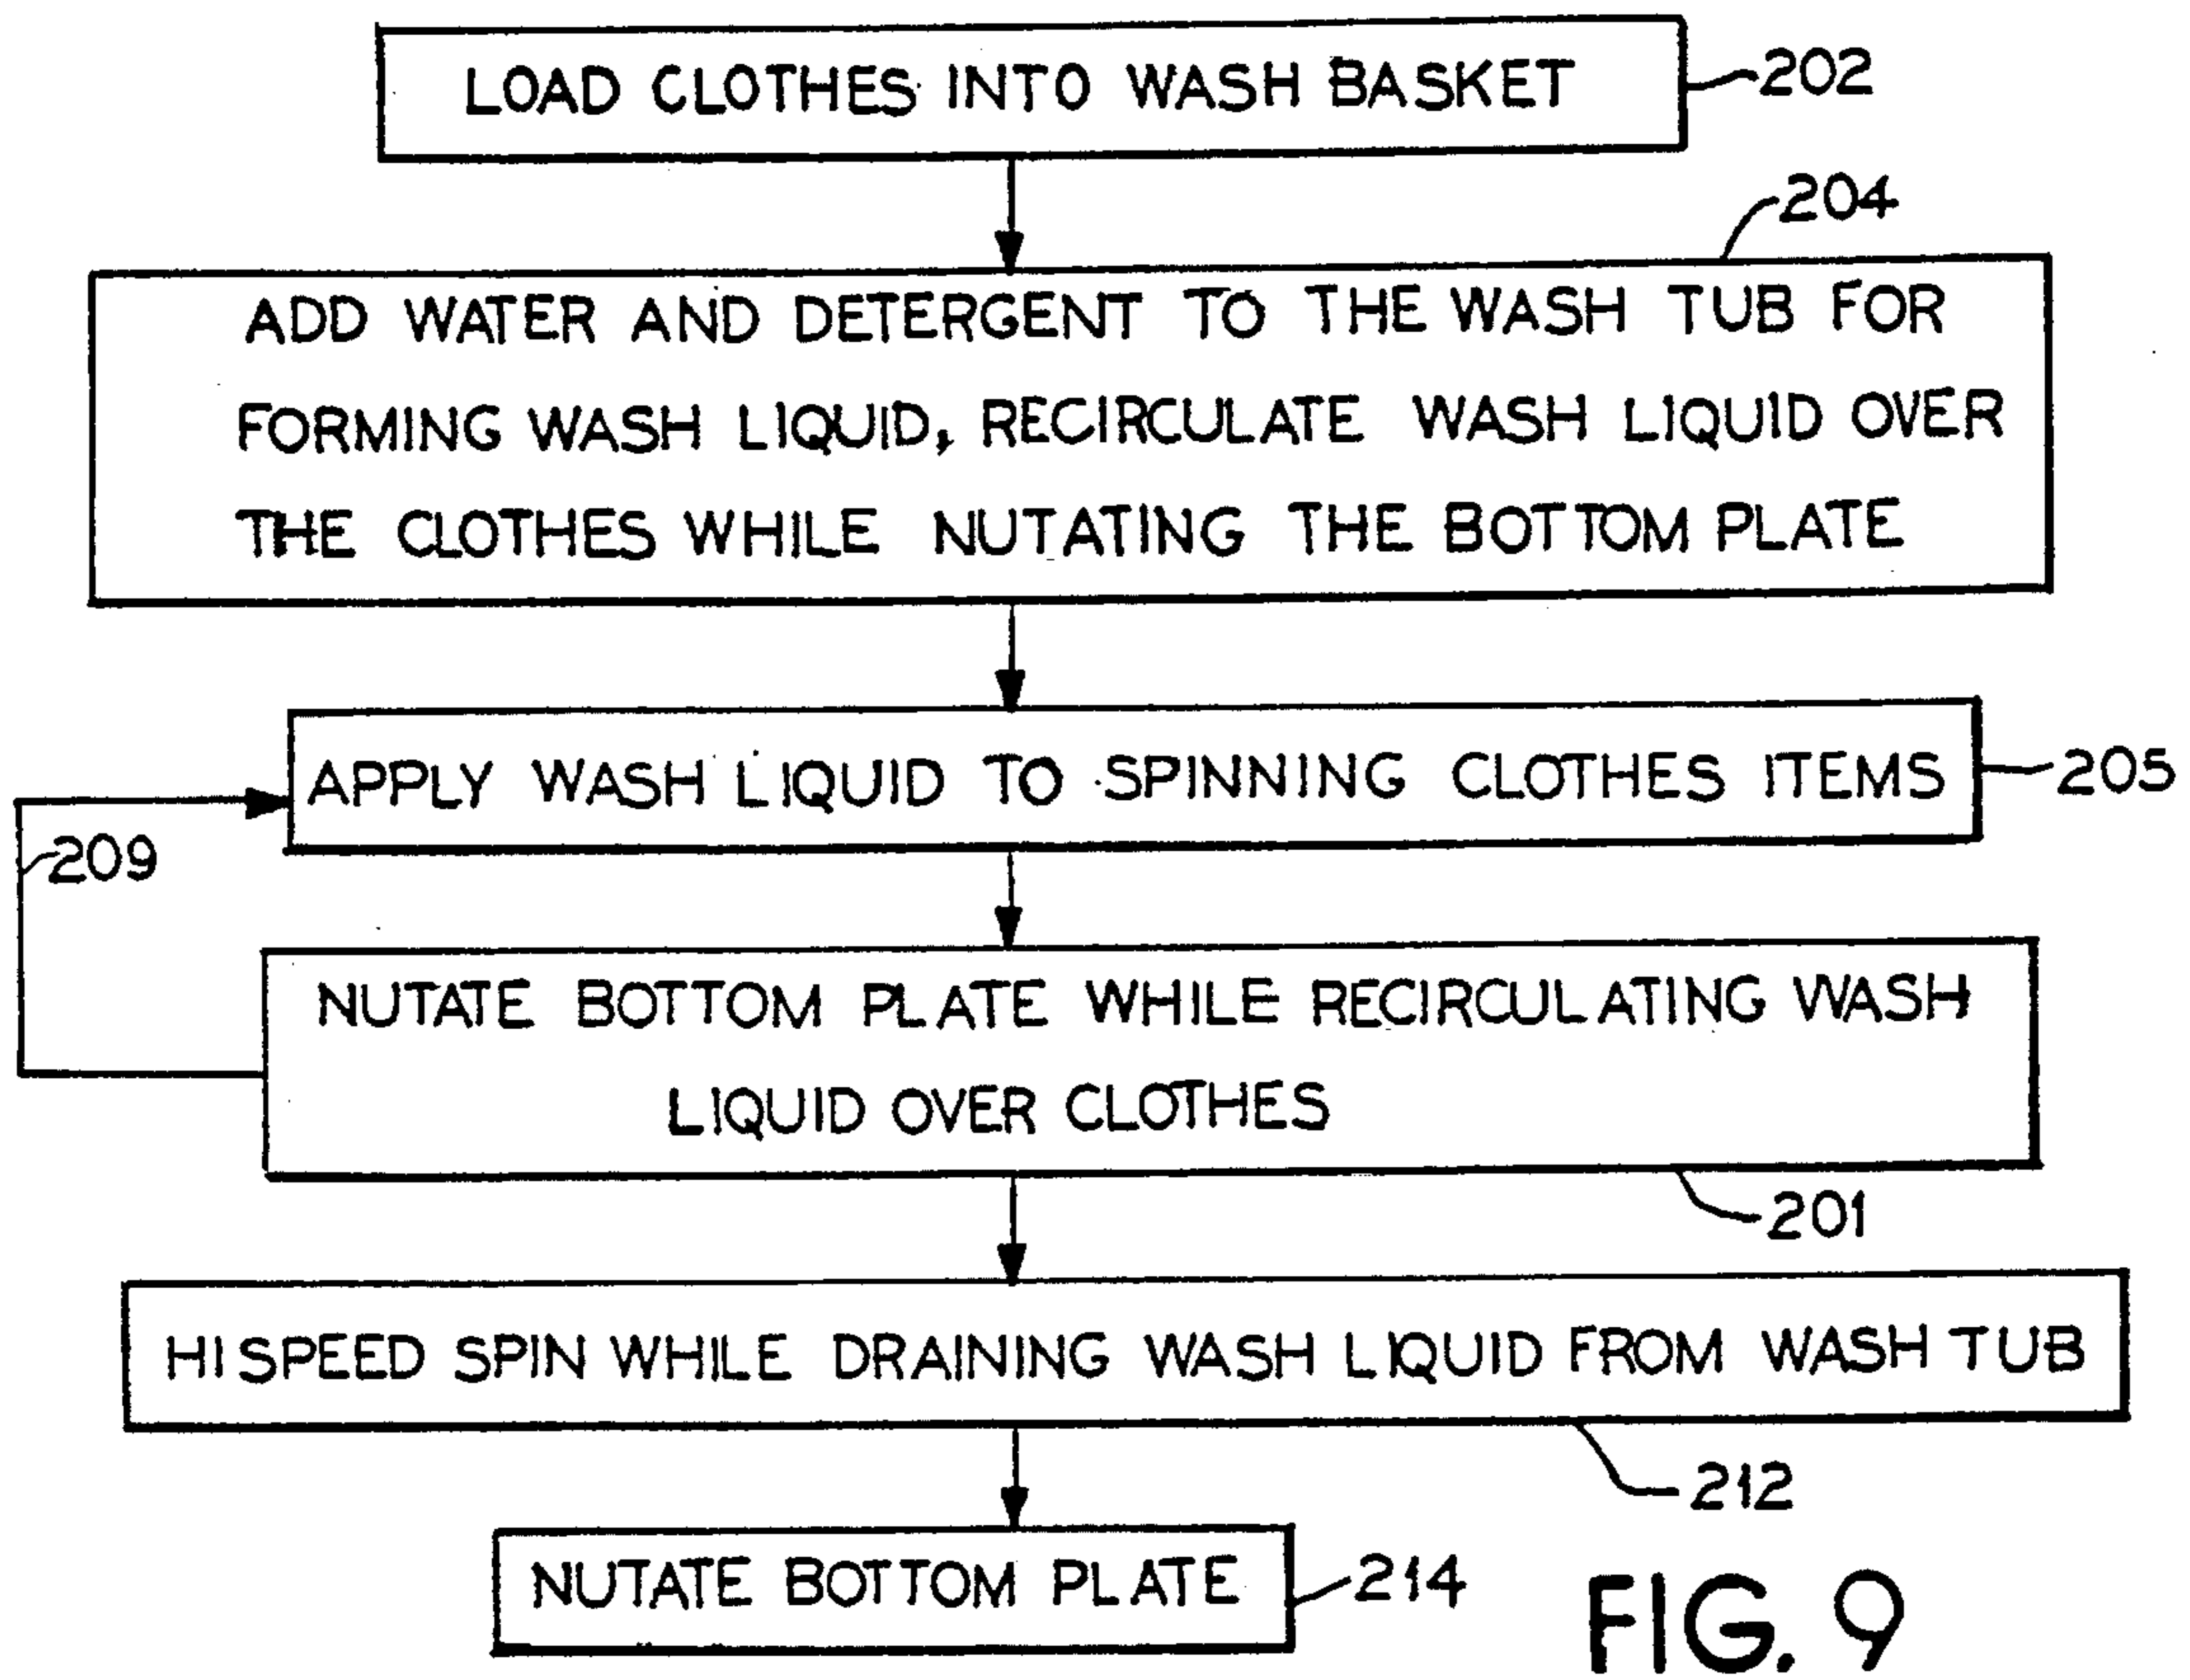 LOAD CLOTHES INTO WASH BASKET
202
204
ADD WATER AND DETERGENT TO THE WASH TUB FOR
FORMING WASH LIQUID, RECIRCULATE WASH LIQUID OVER
THE CLOTHES WHILE NUTATING THE BOTTOM PLATE
APPLY WASH LIQUID TO SPINNING CLOTHES ITEMS
205
209
NUTATE BOTTOM PLATE WHILE RECIRCULATING WASH
LIQUID OVER CLOTHES
201
HI SPEED SPIN WHILE DRAINING WASH LIQUID FROM WASH TUB
212
NUTATE BOTTOM PLATE
214
FIG. 9